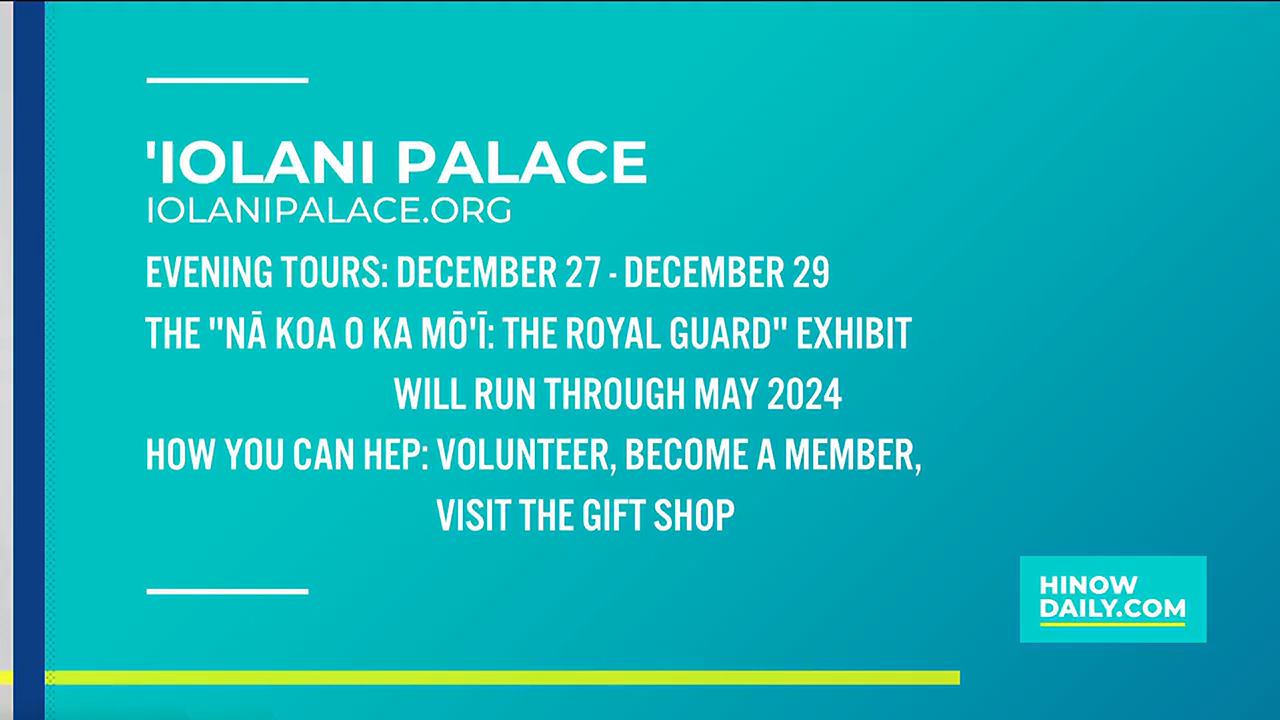 'IOLANI PALACE
IOLANIPALACE.ORG
EVENING TOURS: DECEMBER 27 - DECEMBER 29
THE "NĀ KOA O KA MŌ'Ī: THE ROYAL GUARD" EXHIBIT
WILL RUN THROUGH MAY 2024
HOW YOU CAN HEP: VOLUNTEER, BECOME A MEMBER,
VISIT THE GIFT SHOP
HINOW
DAILY.COM